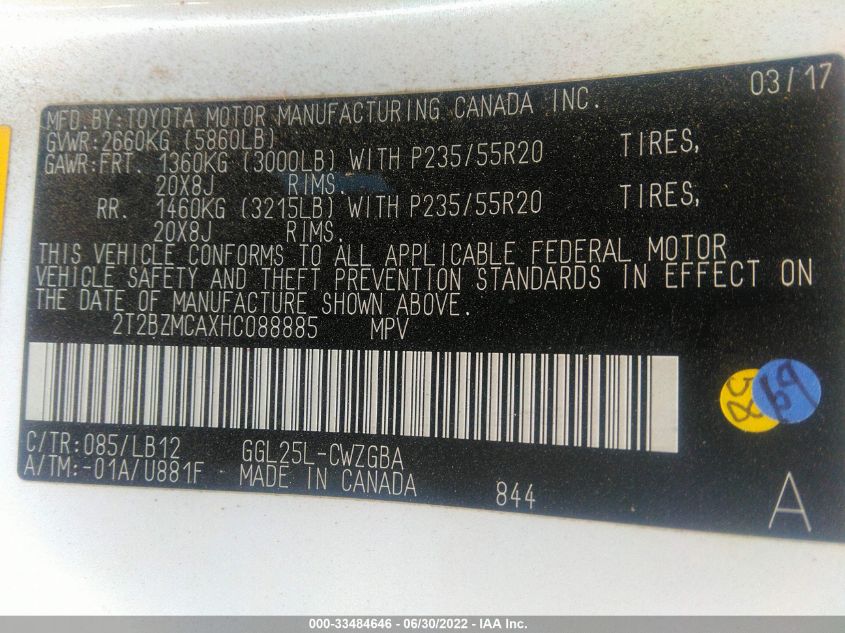 03/17
MFD.BY:TOYOTA MOTOR MANUFACTURING CANADA INC.
GVWR:2660KG (5860LB)
GAWR:FRT. 1360KG (3000LB) WITH P235/55R20 TIRES,
20X8J RIMS.
RR. 1460KG (3215LB) WITH P235/55R20 TIRES,
20X8J RIMS.
THIS VEHICLE CONFORMS TO ALL APPLICABLE FEDERAL MOTOR
VEHICLE SAFETY AND THEFT PREVENTION STANDARDS IN EFFECT ON
THE DATE OF MANUFACTURE SHOWN ABOVE.
2T2BZMCAXHC088885 MPV
C/TR:085/LB12 GGL25L-CWZGBA
A/TM:-01A/U881F MADE IN CANADA 844 A
000-33484646 - 06/30/2022 - IAA Inc.